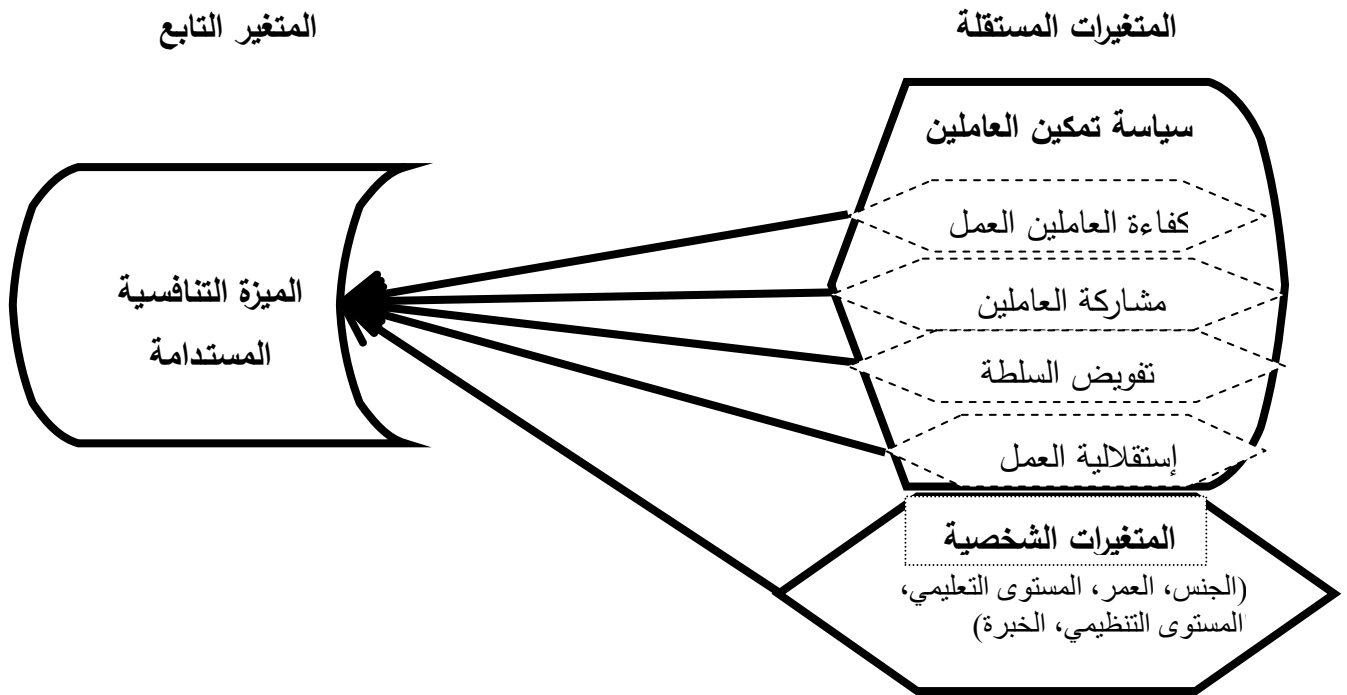 المتغيرات المستقلة
المتغير التابع
سياسة تمكين العاملين
كفاءة العاملين العمل
مشاركة العاملين
تفويض السلطة
إستقلالية العمل
المتغيرات الشخصية
(الجنس، العمر، المستوى التعليمي،
المستوى التنظيمي، الخبرة)
الميزة التنافسية
المستدامة